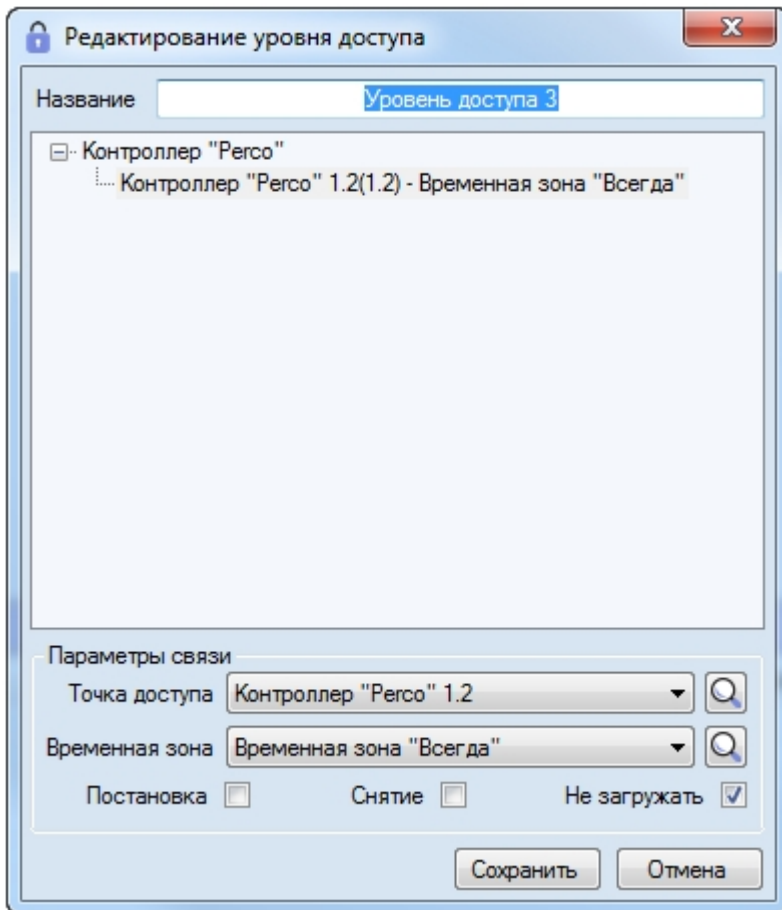 Редактирование уровня доступа
Название Уровень доступа 3
Контроллер "Perco"
Контроллер "Perco" 1.2(1.2) - Временная зона "Всегда"
Параметры связи
Точка доступа Контроллер "Perco" 1.2
Временная зона Временная зона "Всегда"
Постановка Снятие Не загружать
Сохранить Отмена